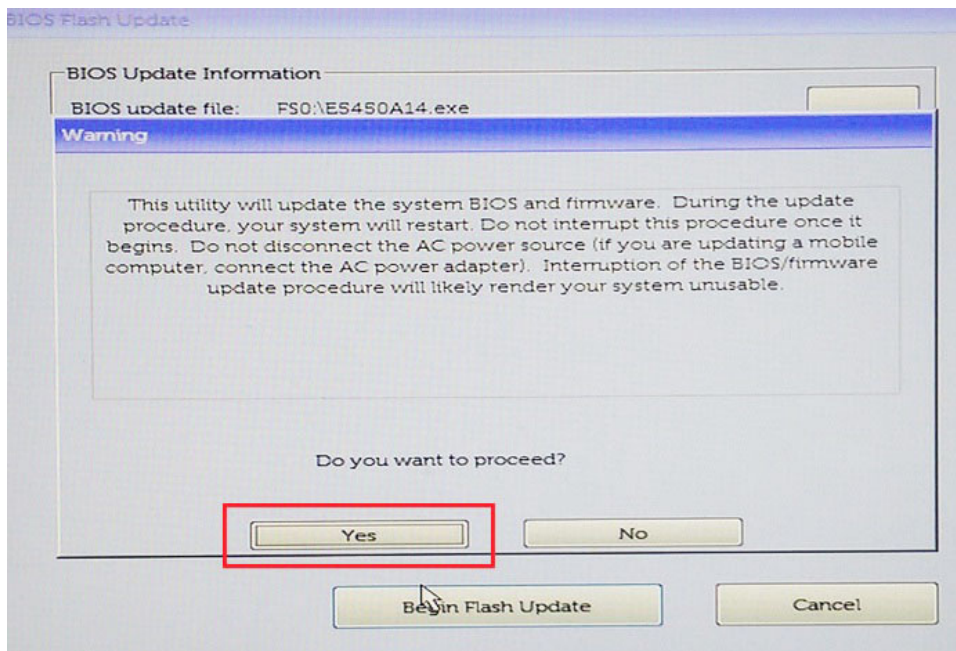 BIOS Flash Update
BIOS Update Information
BIOS update file: FS0:\E5450A14.exe
Warning
This utility will update the system BIOS and firmware. During the update
procedure, your system will restart. Do not interrupt this procedure once it
begins. Do not disconnect the AC power source (if you are updating a mobile
computer, connect the AC power adapter). Interruption of the BIOS/firmware
update procedure will likely render your system unusable.
Do you want to proceed?
Yes No
Begin Flash Update Cancel